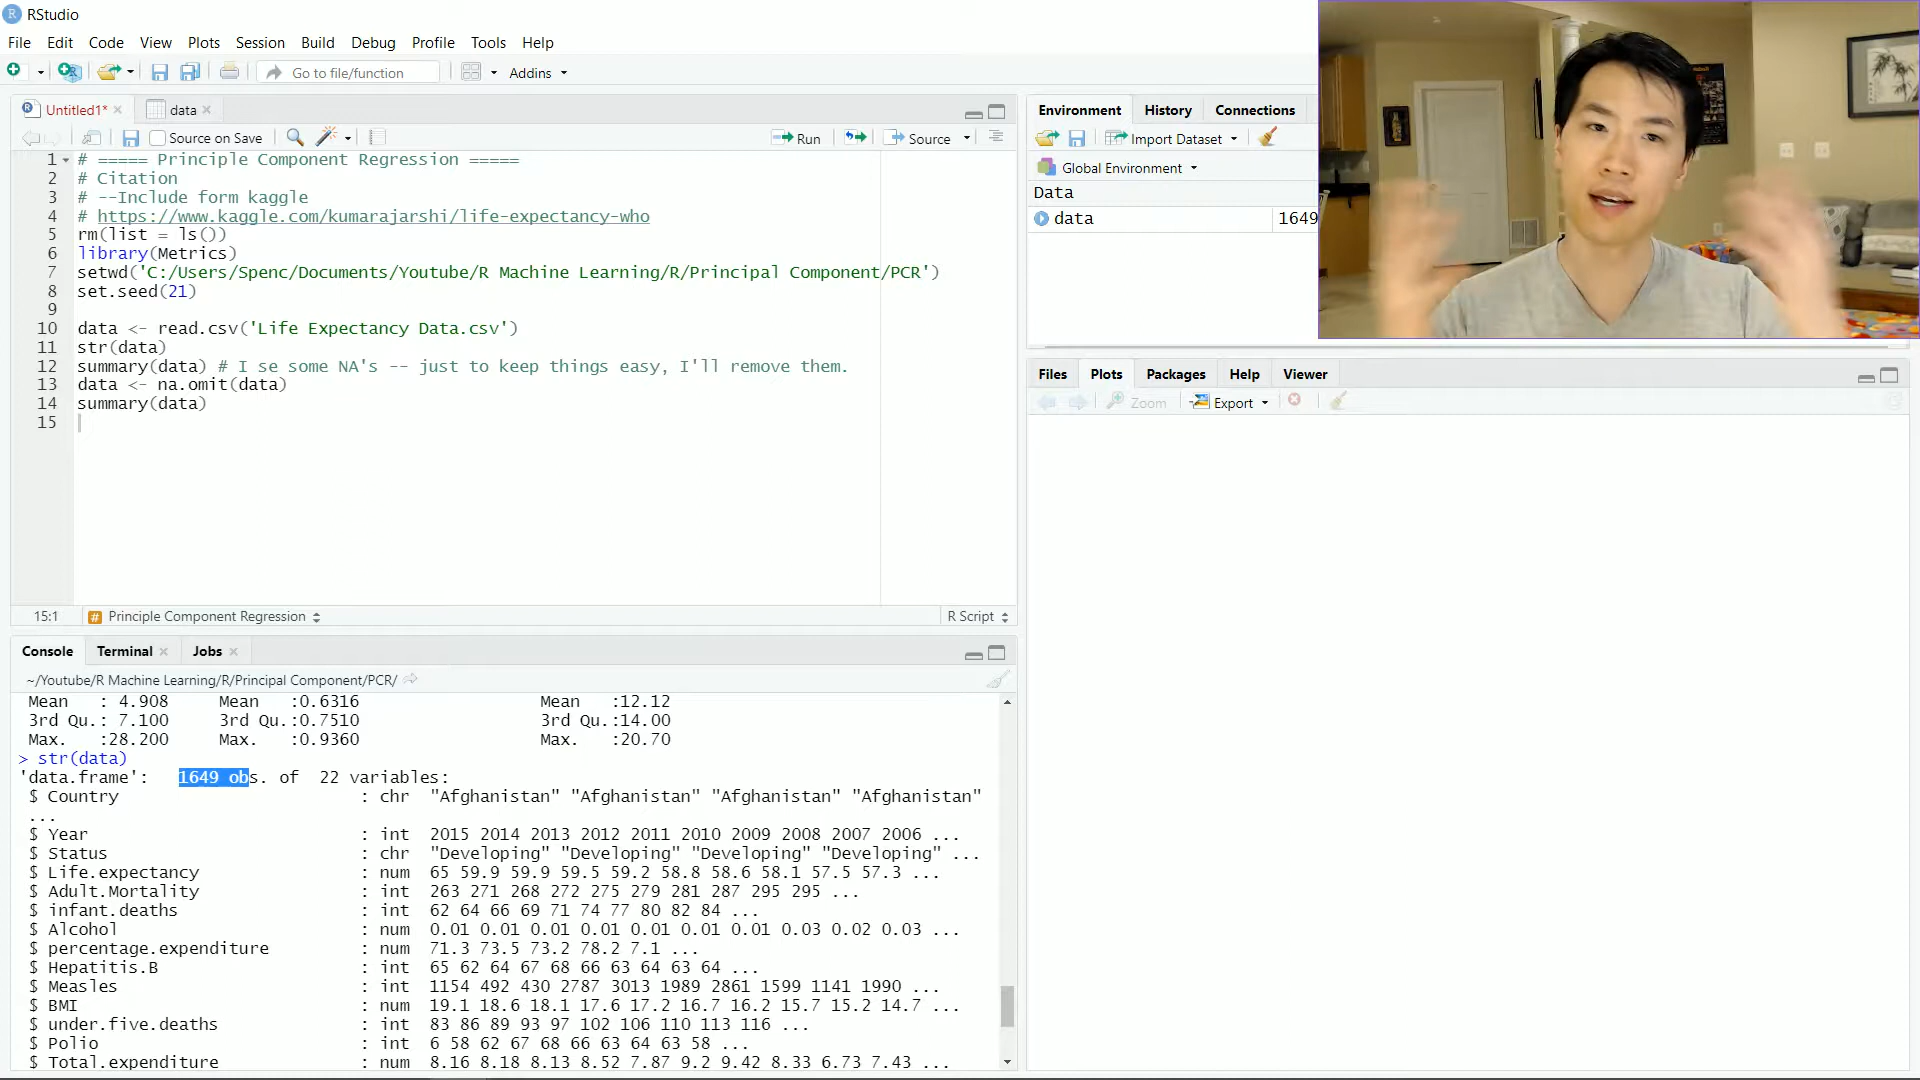 RStudio
File Edit Code View Plots Session Build Debug Profile Tools Help
Go to file/function Addins
Untitled1* data
Source on Save Run Source
1 # ===== Principle Component Regression =====
2 # Citation
3 # --Include form kaggle
4 # https://www.kaggle.com/kumarajarshi/life-expectancy-who
5 rm(list = ls())
6 library(Metrics)
7 setwd('C:/Users/Spenc/Documents/Youtube/R Machine Learning/R/Principal Component/PCR')
8 set.seed(21)
9
10 data <- read.csv('Life Expectancy Data.csv')
11 str(data)
12 summary(data) # I se some NA's -- just to keep things easy, I'll remove them.
13 data <- na.omit(data)
14 summary(data)
15
15:1 # Principle Component Regression R Script
Console Terminal Jobs
~/Youtube/R Machine Learning/R/Principal Component/PCR/
Mean : 4.908 Mean :0.6316 Mean :12.12
3rd Qu.: 7.100 3rd Qu.:0.7510 3rd Qu.:14.00
Max. :28.200 Max. :0.9360 Max. :20.70
> str(data)
'data.frame': 1649 obs. of 22 variables:
$ Country : chr "Afghanistan" "Afghanistan" "Afghanistan" "Afghanistan"
...
$ Year : int 2015 2014 2013 2012 2011 2010 2009 2008 2007 2006 ...
$ Status : chr "Developing" "Developing" "Developing" "Developing" ...
$ Life.expectancy : num 65 59.9 59.9 59.5 59.2 58.8 58.6 58.1 57.5 57.3 ...
$ Adult.Mortality : int 263 271 268 272 275 279 281 287 295 295 ...
$ infant.deaths : int 62 64 66 69 71 74 77 80 82 84 ...
$ Alcohol : num 0.01 0.01 0.01 0.01 0.01 0.01 0.01 0.03 0.02 0.03 ...
$ percentage.expenditure : num 71.3 73.5 73.2 78.2 7.1 ...
$ Hepatitis.B : int 65 62 64 67 68 66 63 64 63 64 ...
$ Measles : int 1154 492 430 2787 3013 1989 2861 1599 1141 1990 ...
$ BMI : num 19.1 18.6 18.1 17.6 17.2 16.7 16.2 15.7 15.2 14.7 ...
$ under.five.deaths : int 83 86 89 93 97 102 106 110 113 116 ...
$ Polio : int 6 58 62 67 68 66 63 64 63 58 ...
$ Total.expenditure : num 8.16 8.18 8.13 8.52 7.87 9.2 9.42 8.33 6.73 7.43 ...
Environment History Connections
Import Dataset
Global Environment
Data
data 1649
Files Plots Packages Help Viewer
Zoom Export